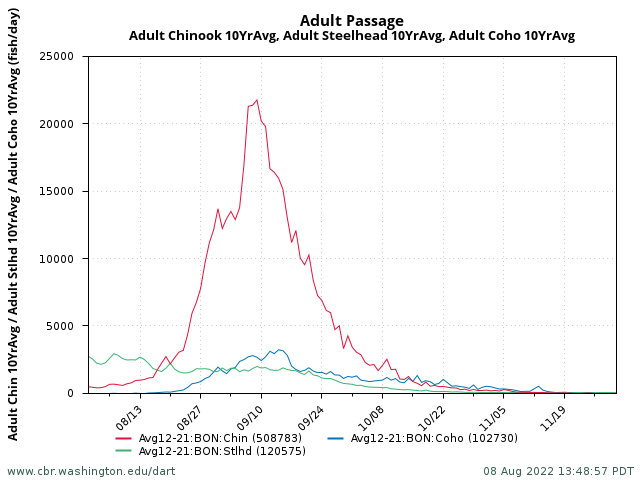 Adult Passage
Adult Chinook 10YrAvg, Adult Steelhead 10YrAvg, Adult Coho 10YrAvg
Adult Chin 10YrAvg / Adult Stlhd 10YrAvg / Adult Coho 10YrAvg (fish/day)
25000
20000
15000
10000
5000
0
08/13 08/27 09/10 09/24 10/08 10/22 11/05 11/19
Avg12-21:BON:Chin (508783) Avg12-21:BON:Coho (102730)
Avg12-21:BON:Stlhd (120575)
www.cbr.washington.edu/dart 08 Aug 2022 13:48:57 PDT